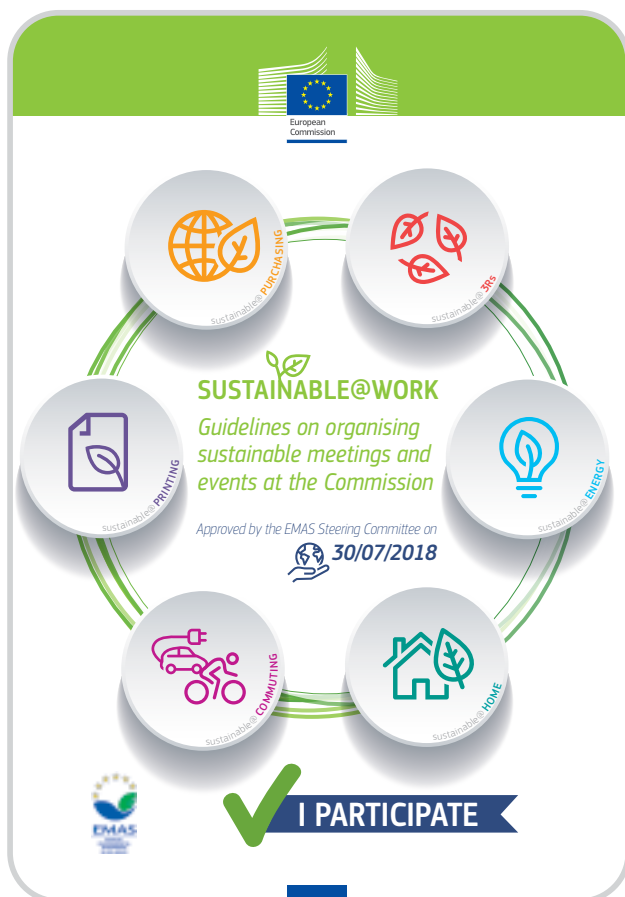 European
Commission
sustainable@PURCHASING
sustainable@3Rs
SUSTAINABLE@WORK
Guidelines on organising
sustainable meetings and
events at the Commission
sustainable@PRINTING
sustainable@ENERGY
Approved by the EMAS Steering Committee on
30/07/2018
sustainable@COMMUTING
sustainable@HOME
EMAS
I PARTICIPATE